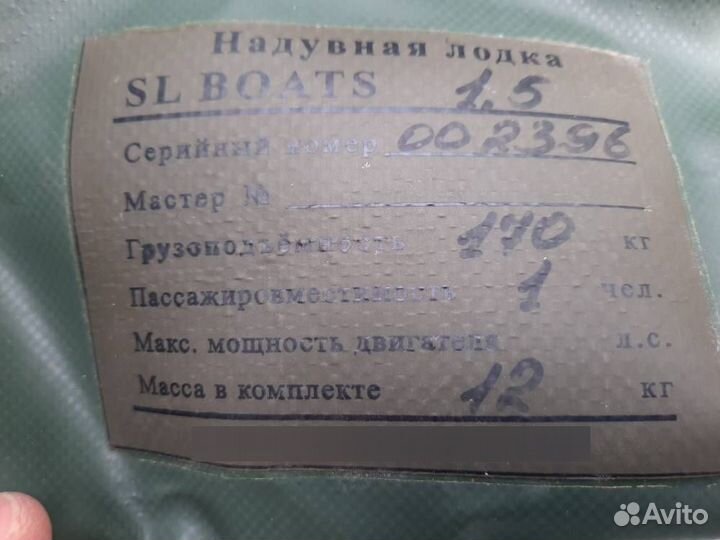 Надувная лодка
SL BOATS 1.5
Серийный номер 002396
Мастер №
Грузоподъёмность 170 кг
Пассажировместимость 1 чел.
Макс. мощность двигателя л.с.
Масса в комплекте 12 кг
Avito